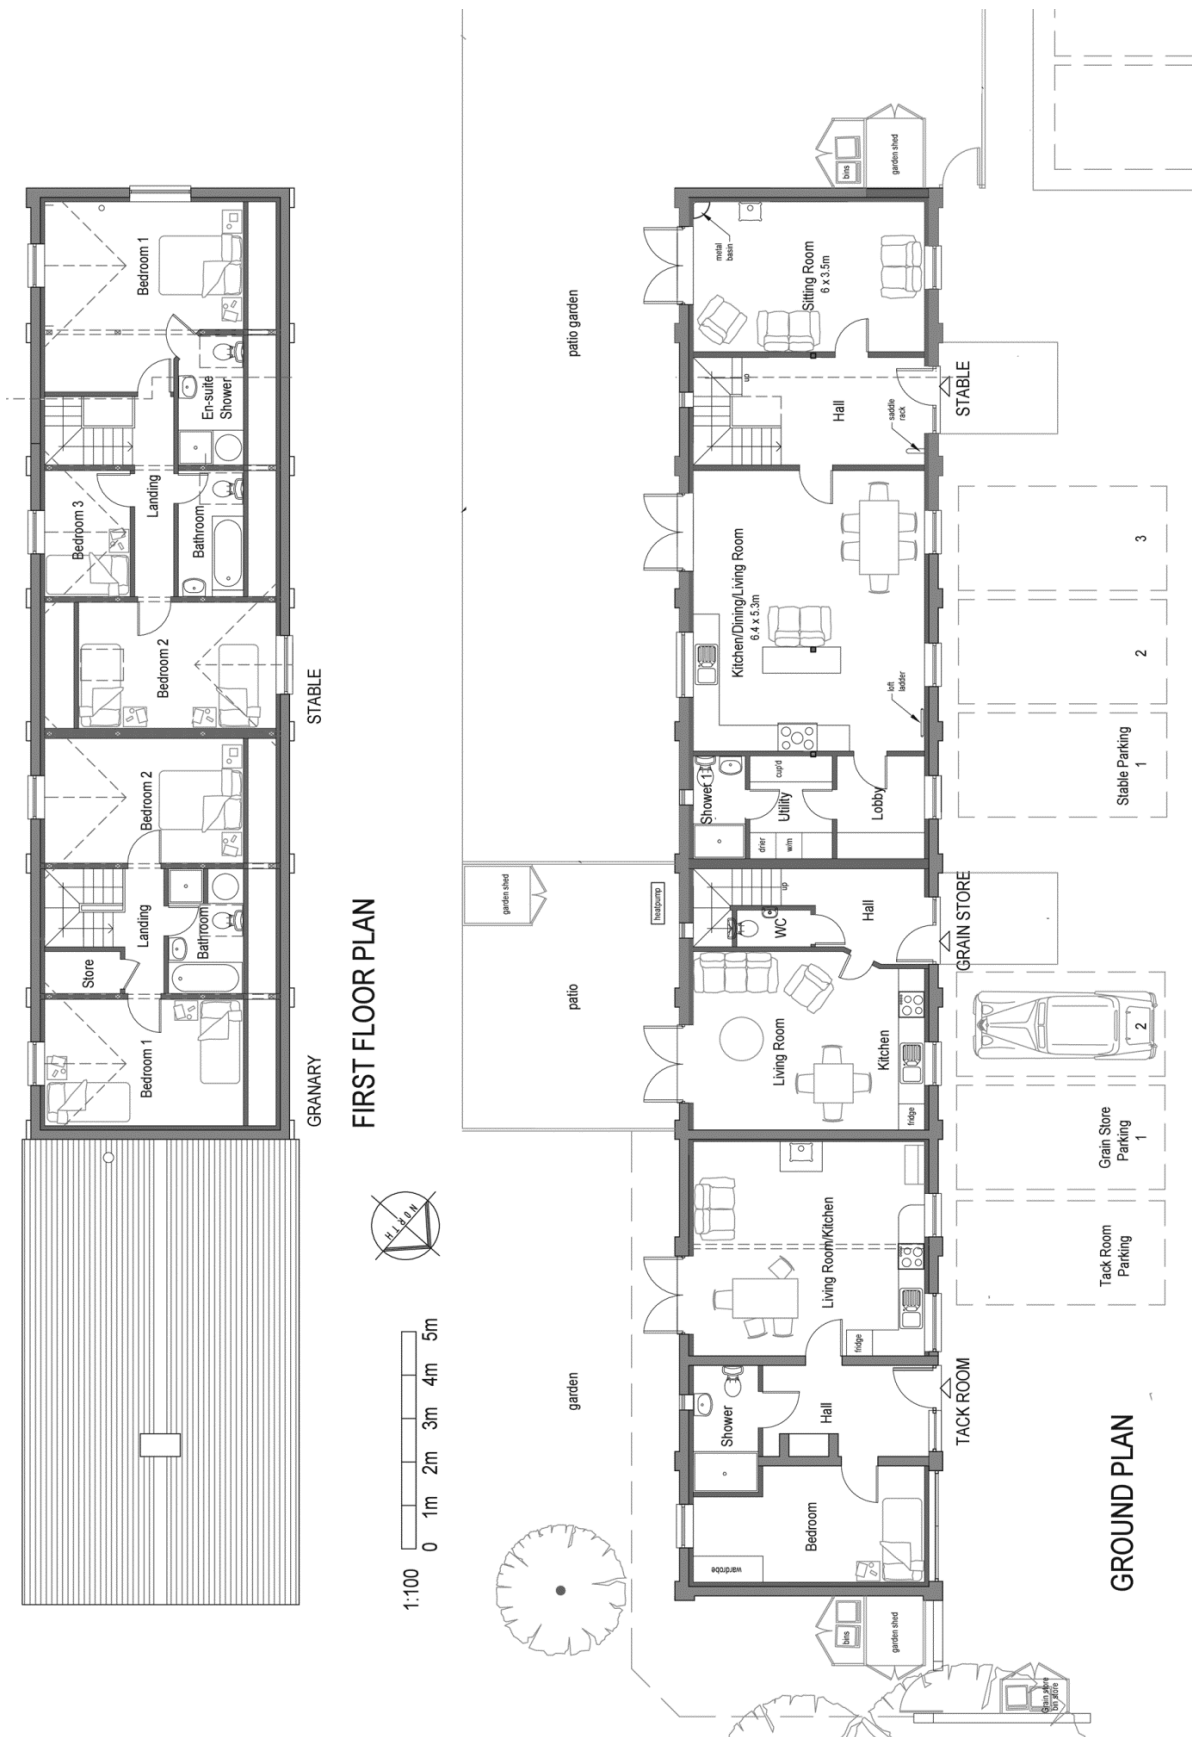 Bedroom 1
En-suite
Shower
Bedroom 3
Landing
Bathroom
Bedroom 2
STABLE
Bedroom 2
Landing
Bathroom
Store
Bedroom 1
GRANARY
FIRST FLOOR PLAN
NORTH
1:100
0 1m 2m 3m 4m 5m
patio garden
bins
garden shed
metal
basin
Sitting Room
6 x 3.5m
up
Hall
saddle
rack
STABLE
Kitchen/Dining/Living Room
6.4 x 5.3m
loft
ladder
3
2
Stable Parking
1
Shower 1
cup'd
Utility
drier
w/m
Lobby
garden shed
heatpump
patio
up
WC
Hall
GRAIN STORE
Living Room
Kitchen
fridge
2
Grain Store
Parking
1
Living Room/Kitchen
fridge
Tack Room
Parking
garden
Shower
Hall
TACK ROOM
Bedroom
wardrobe
bins
garden shed
Grain store
bin store
GROUND PLAN